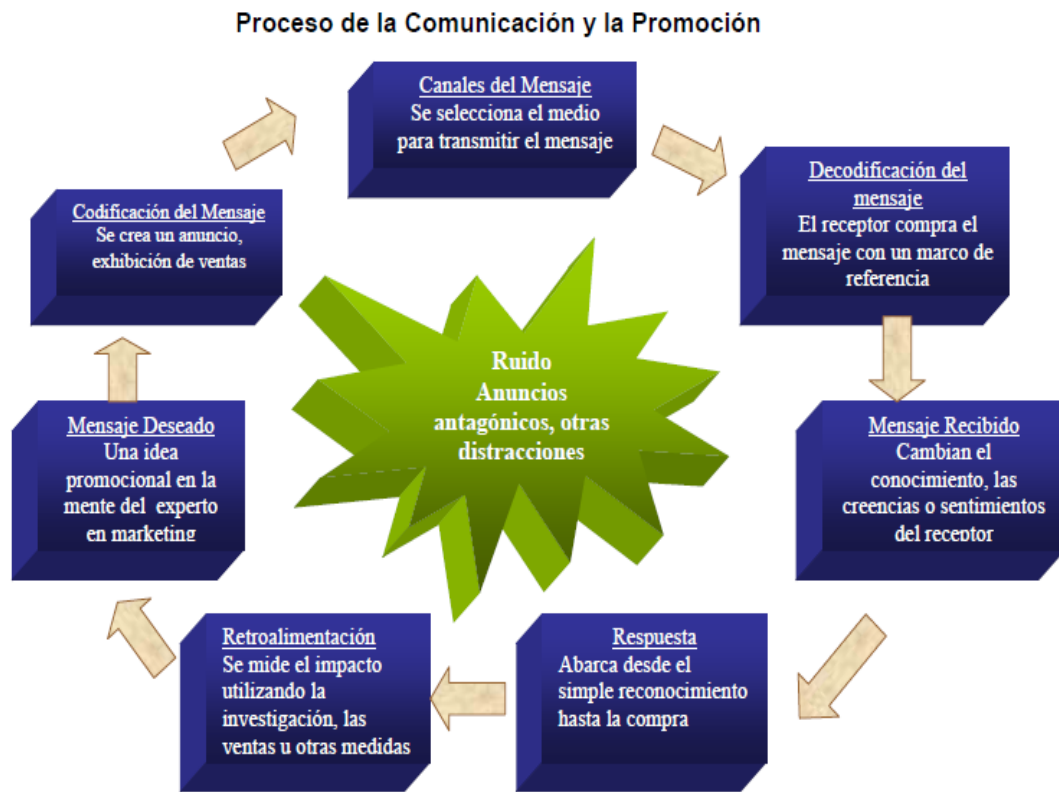 Proceso de la Comunicación y la Promoción
Canales del Mensaje
Se selecciona el medio
para transmitir el mensaje
Decodificación del
mensaje
El receptor compra el
mensaje con un marco de
referencia
Codificación del Mensaje
Se crea un anuncio,
exhibición de ventas
Ruido
Anuncios
antagónicos, otras
distracciones
Mensaje Deseado
Una idea
promocional en la
mente del experto
en marketing
Mensaje Recibido
Cambian el
conocimiento, las
creencias o sentimientos
del receptor
Retroalimentación
Se mide el impacto
utilizando la
investigación, las
ventas u otras medidas
Respuesta
Abarca desde el
simple reconocimiento
hasta la compra